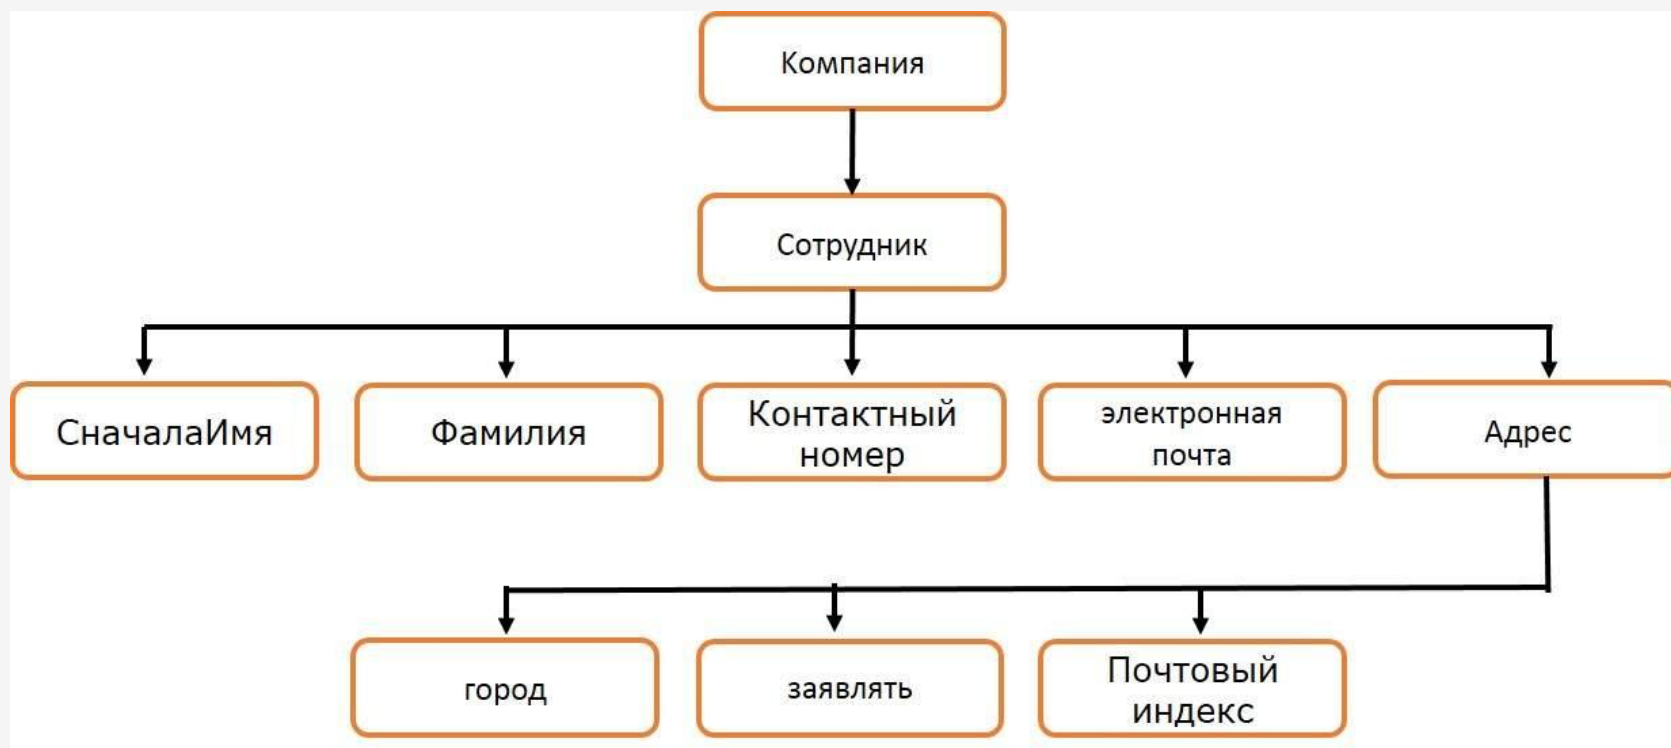 Компания
Сотрудник
СначалаИмя
Фамилия
Контактный
номер
электронная
почта
Адрес
город
заявлять
Почтовый
индекс